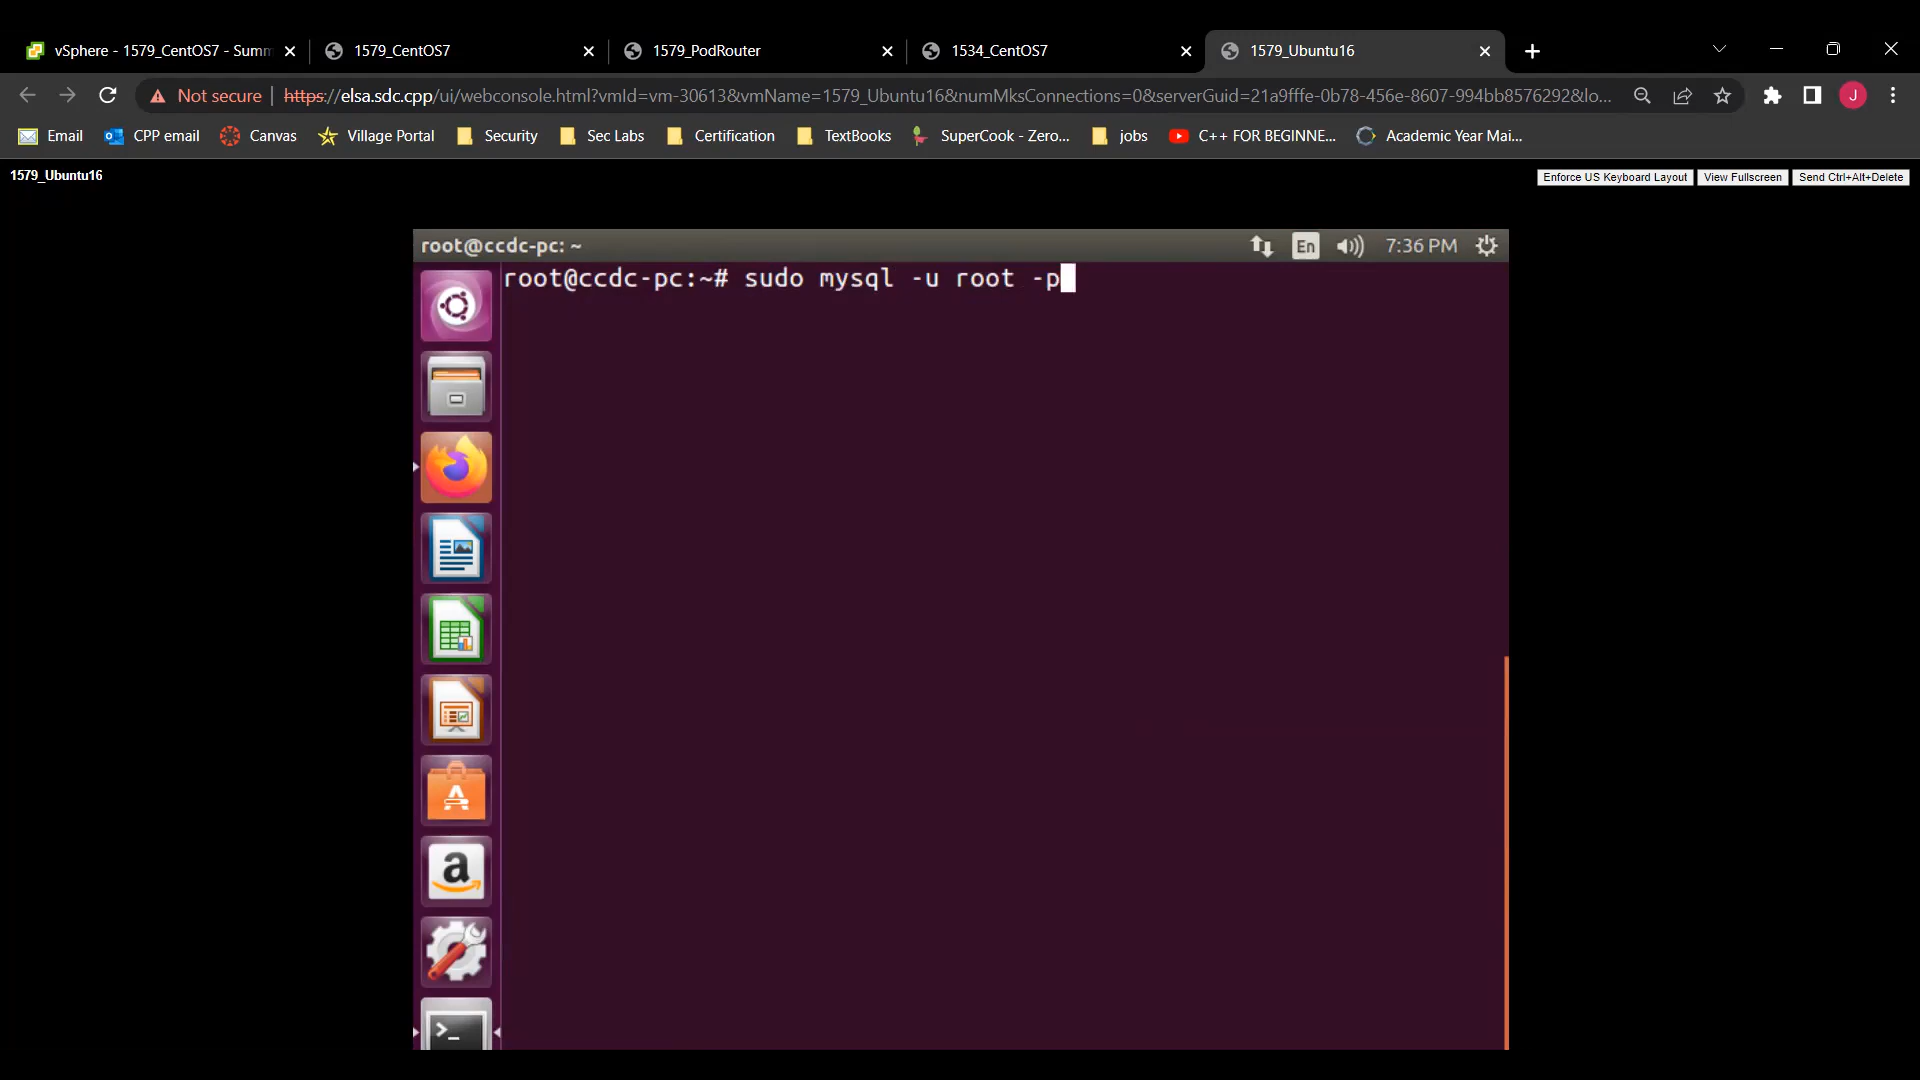 vSphere - 1579_CentOS7 - Summ
1579_CentOS7
1579_PodRouter
1534_CentOS7
1579_Ubuntu16
Not secure
https://elsa.sdc.cpp/ui/webconsole.html?vmId=vm-30613&vmName=1579_Ubuntu16&numMksConnections=0&serverGuid=21a9fffe-0b78-456e-8607-994bb8576292&lo...
J
Email
CPP email
Canvas
Village Portal
Security
Sec Labs
Certification
TextBooks
SuperCook - Zero...
jobs
C++ FOR BEGINNE...
Academic Year Mai...
1579_Ubuntu16
Enforce US Keyboard Layout
View Fullscreen
Send Ctrl+Alt+Delete
root@ccdc-pc: ~
En
7:36 PM
root@ccdc-pc:~# sudo mysql -u root -p